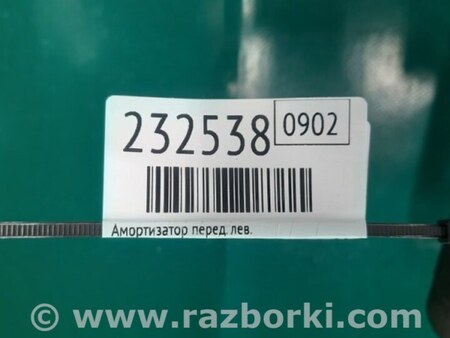 232538 0902
Амортизатор перед. лев.
© www.razborki.com